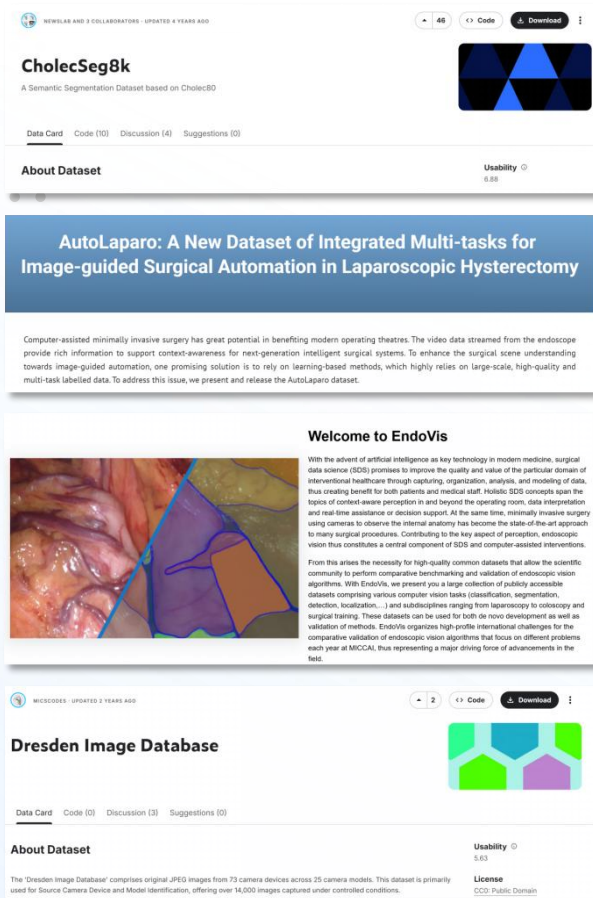 NEWSLAB AND 3 COLLABORATORS · UPDATED 4 YEARS AGO
46
<> Code
Download
CholecSeg8k
A Semantic Segmentation Dataset based on Cholec80
Data Card Code (10) Discussion (4) Suggestions (0)
About Dataset
Usability
6.88
AutoLaparo: A New Dataset of Integrated Multi-tasks for
Image-guided Surgical Automation in Laparoscopic Hysterectomy
Computer-assisted minimally invasive surgery has great potential in benefiting modern operating theatres. The video data streamed from the endoscope
provide rich information to support context-awareness for next-generation intelligent surgical systems. To enhance the surgical scene understanding
towards image-guided automation, one promising solution is to rely on learning-based methods, which highly relies on large-scale, high-quality and
multi-task labelled data. To address this issue, we present and release the AutoLaparo dataset.
Welcome to EndoVis
With the advent of artificial intelligence as key technology in modern medicine, surgical
data science (SDS) promises to improve the quality and value of the particular domain of
interventional healthcare through capturing, organization, analysis, and modeling of data,
thus creating benefit for both patients and medical staff. Holistic SDS concepts span the
topics of context-aware perception in and beyond the operating room, data interpretation
and real-time assistance or decision support. At the same time, minimally invasive surgery
using cameras to observe the internal anatomy has become the state-of-the-art approach
to many surgical procedures. Contributing to the key aspect of perception, endoscopic
vision thus constitutes a central component of SDS and computer-assisted interventions.
From this arises the necessity for high-quality common datasets that allow the scientific
community to perform comparative benchmarking and validation of endoscopic vision
algorithms. With EndoVis, we present you a large collection of publicly accessible
datasets comprising various computer vision tasks (classification, segmentation,
detection, localization,...) and subdisciplines ranging from laparoscopy to coloscopy and
surgical training. These datasets can be used for both de novo development as well as
validation of methods. EndoVis organizes high-profile international challenges for the
comparative validation of endoscopic vision algorithms that focus on different problems
each year at MICCAI, thus representing a major driving force of advancements in the
field.
MICSCODES · UPDATED 2 YEARS AGO
2
<> Code
Download
Dresden Image Database
Data Card Code (0) Discussion (3) Suggestions (0)
About Dataset
Usability
5.63
The 'Dresden Image Database' comprises original JPEG images from 73 camera devices across 25 camera models. This dataset is primarily
used for Source Camera Device and Model Identification, offering over 14,000 images captured under controlled conditions.
License
CC0: Public Domain